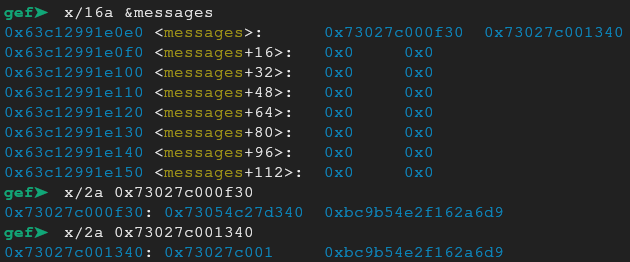 gef➤  x/16a &messages
0x63c12991e0e0 <messages>:	0x73027c000f30	0x73027c001340
0x63c12991e0f0 <messages+16>:	0x0	0x0
0x63c12991e100 <messages+32>:	0x0	0x0
0x63c12991e110 <messages+48>:	0x0	0x0
0x63c12991e120 <messages+64>:	0x0	0x0
0x63c12991e130 <messages+80>:	0x0	0x0
0x63c12991e140 <messages+96>:	0x0	0x0
0x63c12991e150 <messages+112>:	0x0	0x0
gef➤  x/2a 0x73027c000f30
0x73027c000f30:	0x73054c27d340	0xbc9b54e2f162a6d9
gef➤  x/2a 0x73027c001340
0x73027c001340:	0x73027c001	0xbc9b54e2f162a6d9